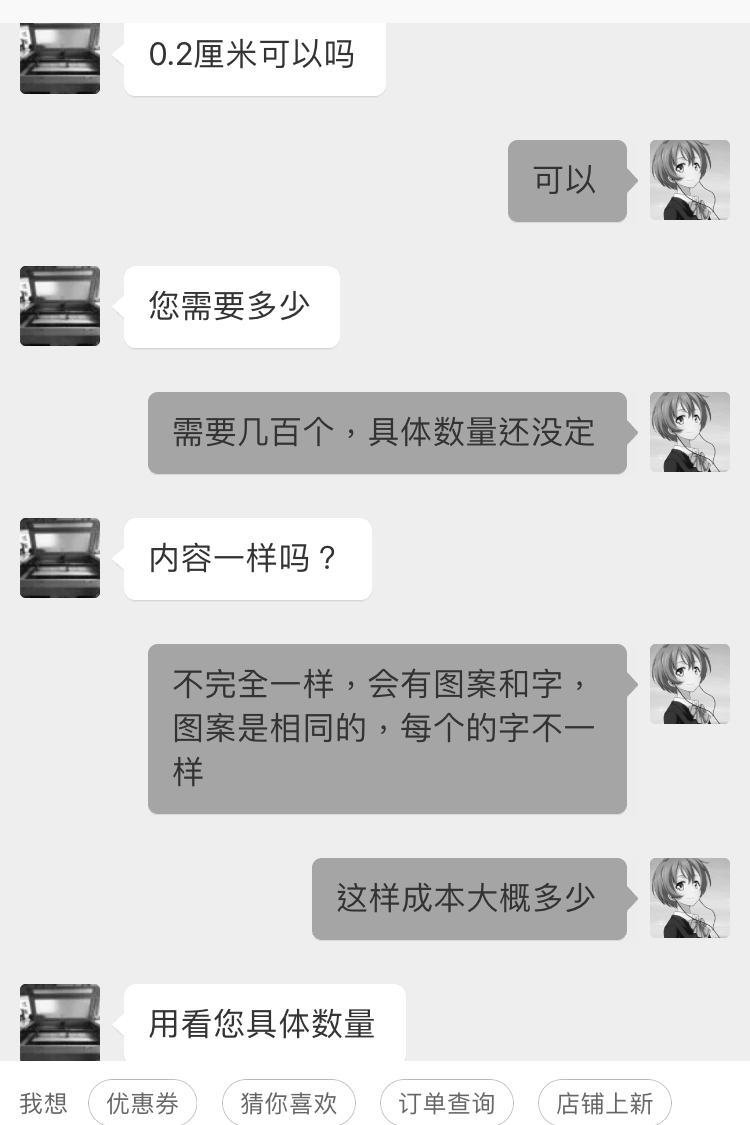 0.2厘米可以吗
可以
您需要多少
需要几百个，具体数量还没定
内容一样吗？
不完全一样，会有图案和字，
图案是相同的，每个的字不一
样
这样成本大概多少
用看您具体数量
我想 优惠券 猜你喜欢 订单查询 店铺上新